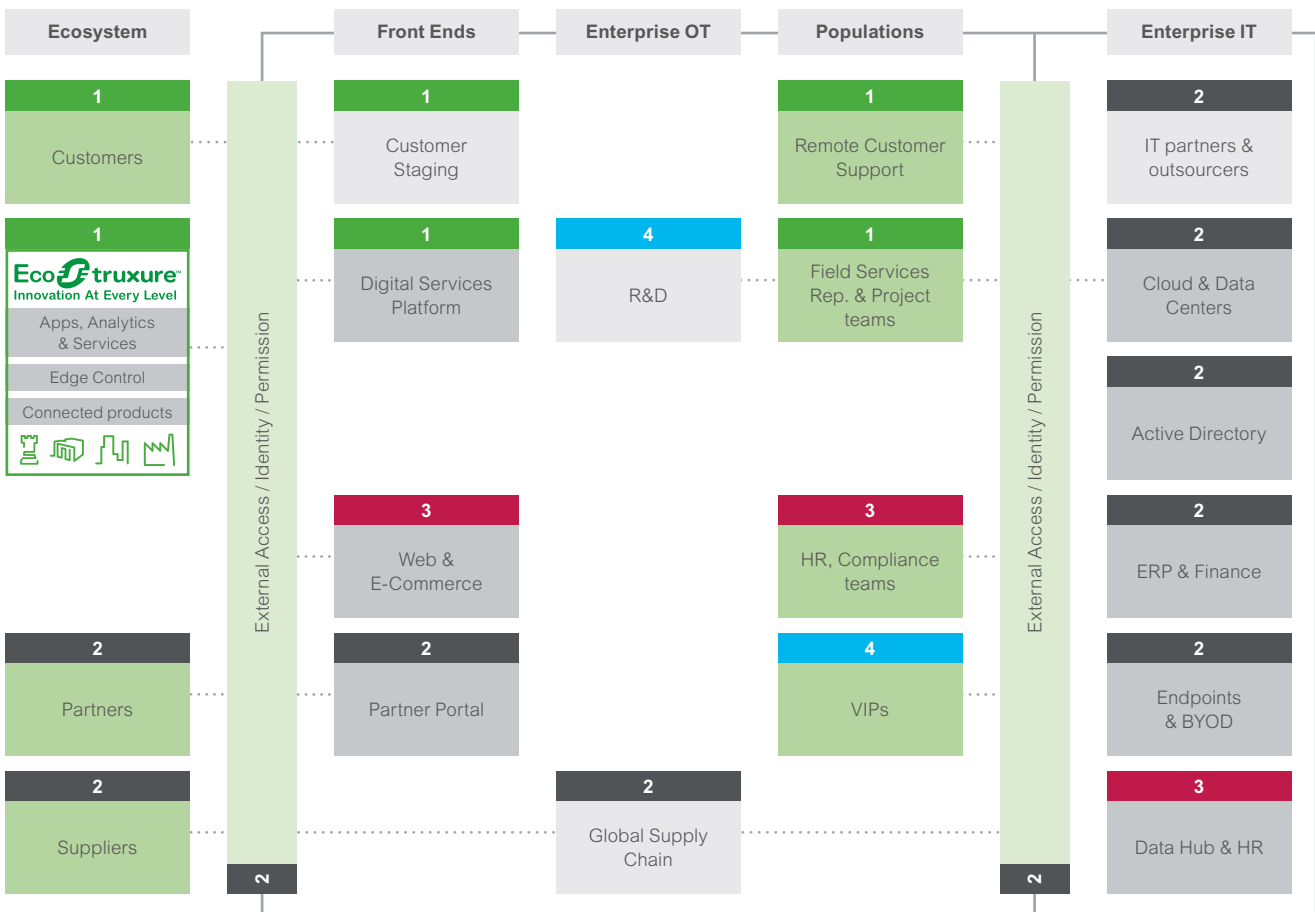 Ecosystem
Front Ends
Enterprise OT
Populations
Enterprise IT
1
Customers
1
EcoStruxure™
Innovation At Every Level
Apps, Analytics
& Services
Edge Control
Connected products
2
Partners
2
Suppliers
External Access / Identity / Permission
2
1
Customer
Staging
1
Digital Services
Platform
3
Web &
E-Commerce
2
Partner Portal
4
R&D
2
Global Supply
Chain
1
Remote Customer
Support
1
Field Services
Rep. & Project
teams
3
HR, Compliance
teams
4
VIPs
External Access / Identity / Permission
2
2
IT partners &
outsourcers
2
Cloud & Data
Centers
2
Active Directory
2
ERP & Finance
2
Endpoints
& BYOD
3
Data Hub & HR